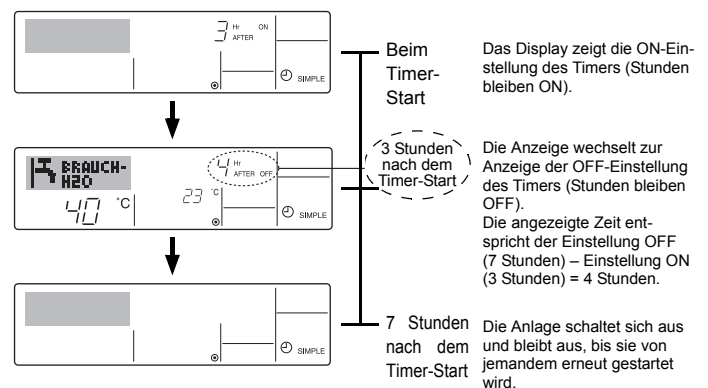 3 Hr ON
AFTER
SIMPLE
Beim
Timer-
Start
Das Display zeigt die ON-Ein-
stellung des Timers (Stunden
bleiben ON).
BRAUCH-
H2O
4 Hr
AFTER OFF
40 °C
23 °C
SIMPLE
3 Stunden
nach dem
Timer-Start
Die Anzeige wechselt zur
Anzeige der OFF-Einstellung
des Timers (Stunden bleiben
OFF).
Die angezeigte Zeit ent-
spricht der Einstellung OFF
(7 Stunden) – Einstellung ON
(3 Stunden) = 4 Stunden.
SIMPLE
7 Stunden
nach dem
Timer-Start
Die Anlage schaltet sich aus
und bleibt aus, bis sie von
jemandem erneut gestartet
wird.